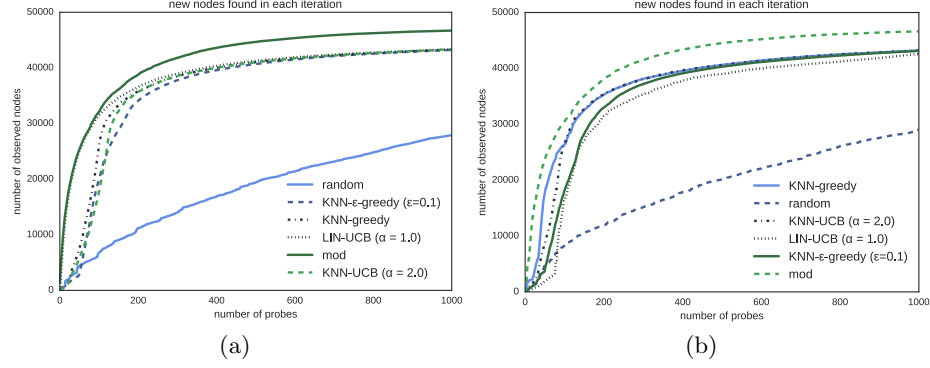 new nodes found in each iteration
50000
40000
30000
20000
10000
0
number of observed nodes
random
KNN-ε-greedy (ε=0.1)
KNN-greedy
LIN-UCB (α = 1.0)
mod
KNN-UCB (α = 2.0)
0 200 400 600 800 1000
number of probes
(a)
new nodes found in each iteration
50000
40000
30000
20000
10000
0
number of observed nodes
KNN-greedy
random
KNN-UCB (α = 2.0)
LIN-UCB (α = 1.0)
KNN-ε-greedy (ε=0.1)
mod
0 200 400 600 800 1000
number of probes
(b)